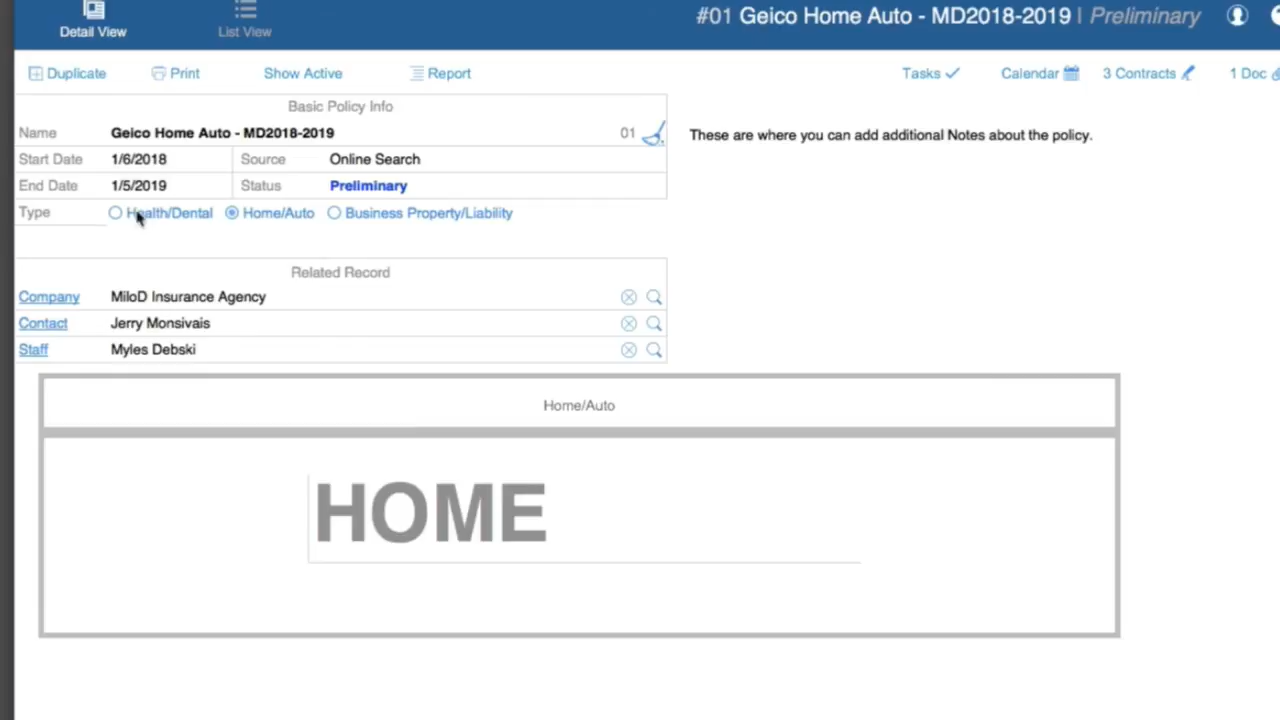 Detail View List View #01 Geico Home Auto - MD2018-2019 | Preliminary
Duplicate Print Show Active Report Tasks Calendar 3 Contracts 1 Doc
Basic Policy Info
Name Geico Home Auto - MD2018-2019 01
These are where you can add additional Notes about the policy.
Start Date 1/6/2018 Source Online Search
End Date 1/5/2019 Status Preliminary
Type Health/Dental Home/Auto Business Property/Liability
Related Record
Company MiloD Insurance Agency
Contact Jerry Monsivais
Staff Myles Debski
Home/Auto
HOME